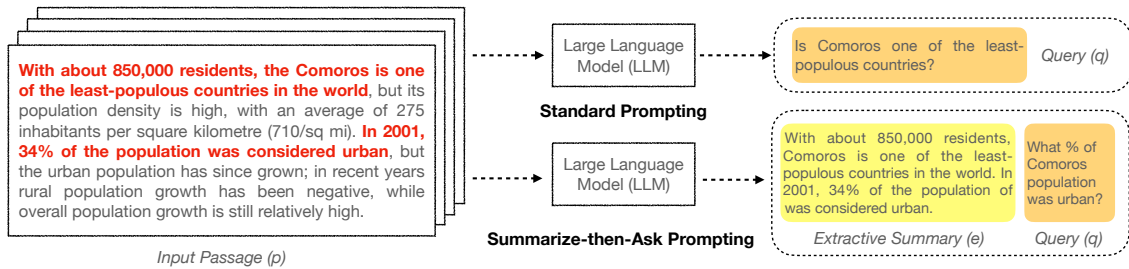 With about 850,000 residents, the Comoros is one
of the least-populous countries in the world, but its
population density is high, with an average of 275
inhabitants per square kilometre (710/sq mi). In 2001,
34% of the population was considered urban, but
the urban population has since grown; in recent years
rural population growth has been negative, while
overall population growth is still relatively high.
Input Passage (p)
Large Language
Model (LLM)
Standard Prompting
Is Comoros one of the least-
populous countries?
Query (q)
Large Language
Model (LLM)
Summarize-then-Ask Prompting
With about 850,000 residents,
Comoros is one of the least-
populous countries in the world. In
2001, 34% of the population of
was considered urban.
Extractive Summary (e)
What % of
Comoros
population
was urban?
Query (q)